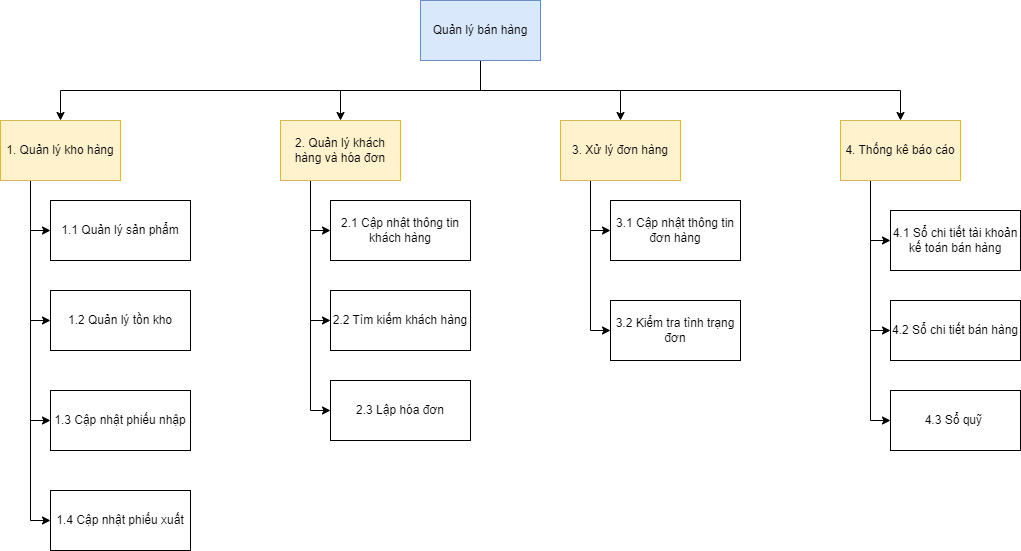 Quản lý bán hàng
1. Quản lý kho hàng
2. Quản lý khách
hàng và hóa đơn
3. Xử lý đơn hàng
4. Thống kê báo cáo
1.1 Quản lý sản phẩm
1.2 Quản lý tồn kho
1.3 Cập nhật phiếu nhập
1.4 Cập nhật phiếu xuất
2.1 Cập nhật thông tin
khách hàng
2.2 Tìm kiếm khách hàng
2.3 Lập hóa đơn
3.1 Cập nhật thông tin
đơn hàng
3.2 Kiểm tra tình trạng
đơn
4.1 Sổ chi tiết tài khoản
kế toán bán hàng
4.2 Sổ chi tiết bán hàng
4.3 Sổ quỹ